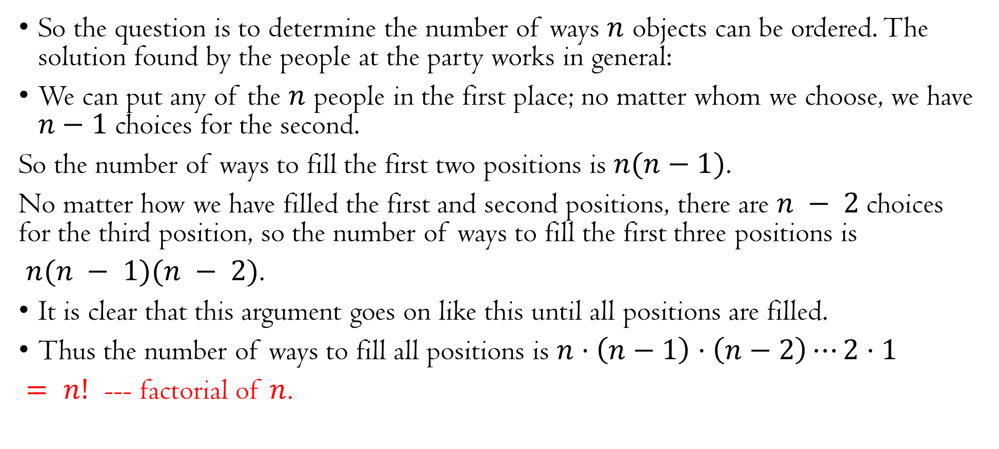 • So the question is to determine the number of ways n objects can be ordered. The
solution found by the people at the party works in general:
• We can put any of the n people in the first place; no matter whom we choose, we have
n − 1 choices for the second.
So the number of ways to fill the first two positions is n(n − 1).
No matter how we have filled the first and second positions, there are n − 2 choices
for the third position, so the number of ways to fill the first three positions is
n(n − 1)(n − 2).
• It is clear that this argument goes on like this until all positions are filled.
• Thus the number of ways to fill all positions is n · (n − 1) · (n − 2) ⋯ 2 · 1
= n! --- factorial of n.